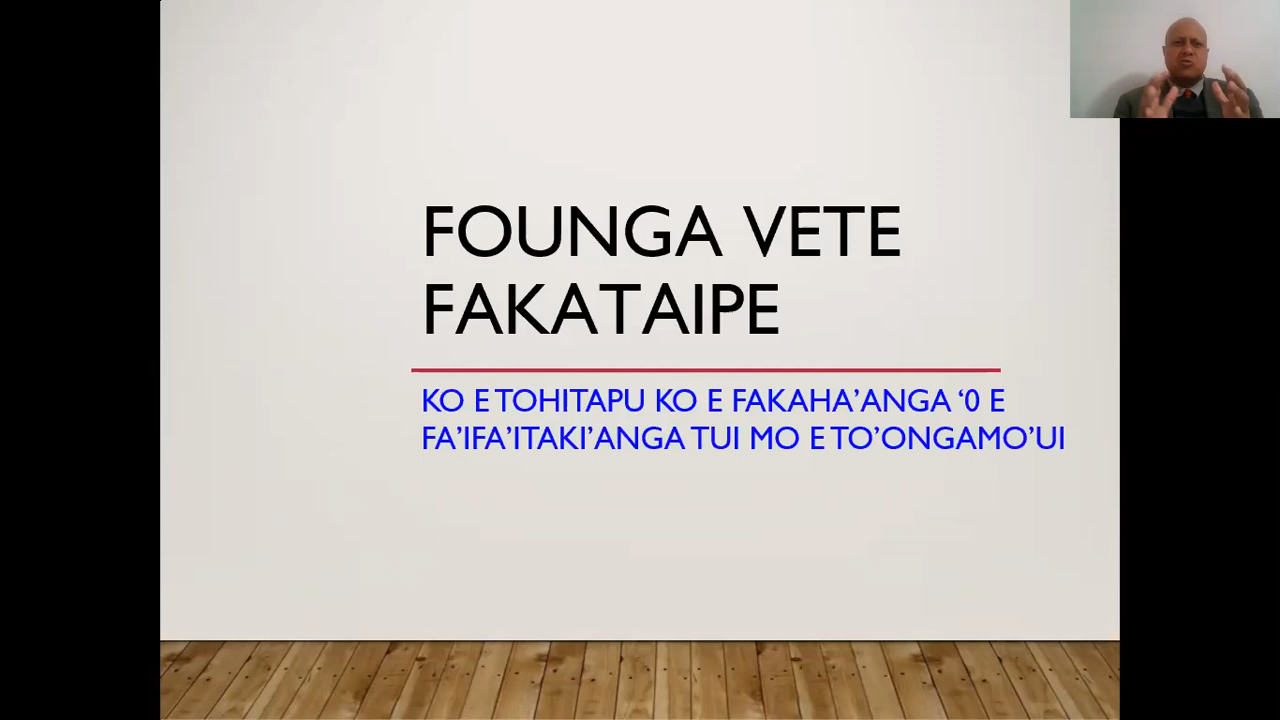 FOUNGA VETE
FAKATAIPE
KO E TOHITAPU KO E FAKAHA’ANGA ‘0 E
FA’IFA’ITAKI’ANGA TUI MO E TO’ONGAMO’UI